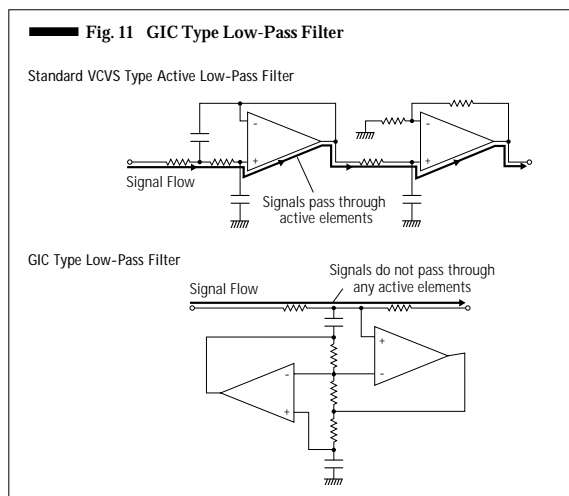 Fig. 11 GIC Type Low-Pass Filter
Standard VCVS Type Active Low-Pass Filter
-
+
-
+
Signal Flow
Signals pass through
active elements
GIC Type Low-Pass Filter
Signals do not pass through
any active elements
Signal Flow
+
-
-
+